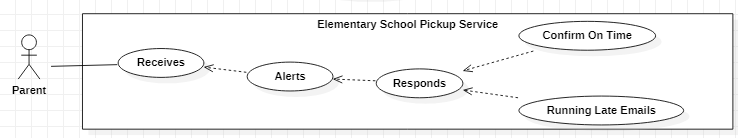 Elementary School Pickup Service
Confirm On Time
Receives
Alerts
Responds
Parent
Running Late Emails